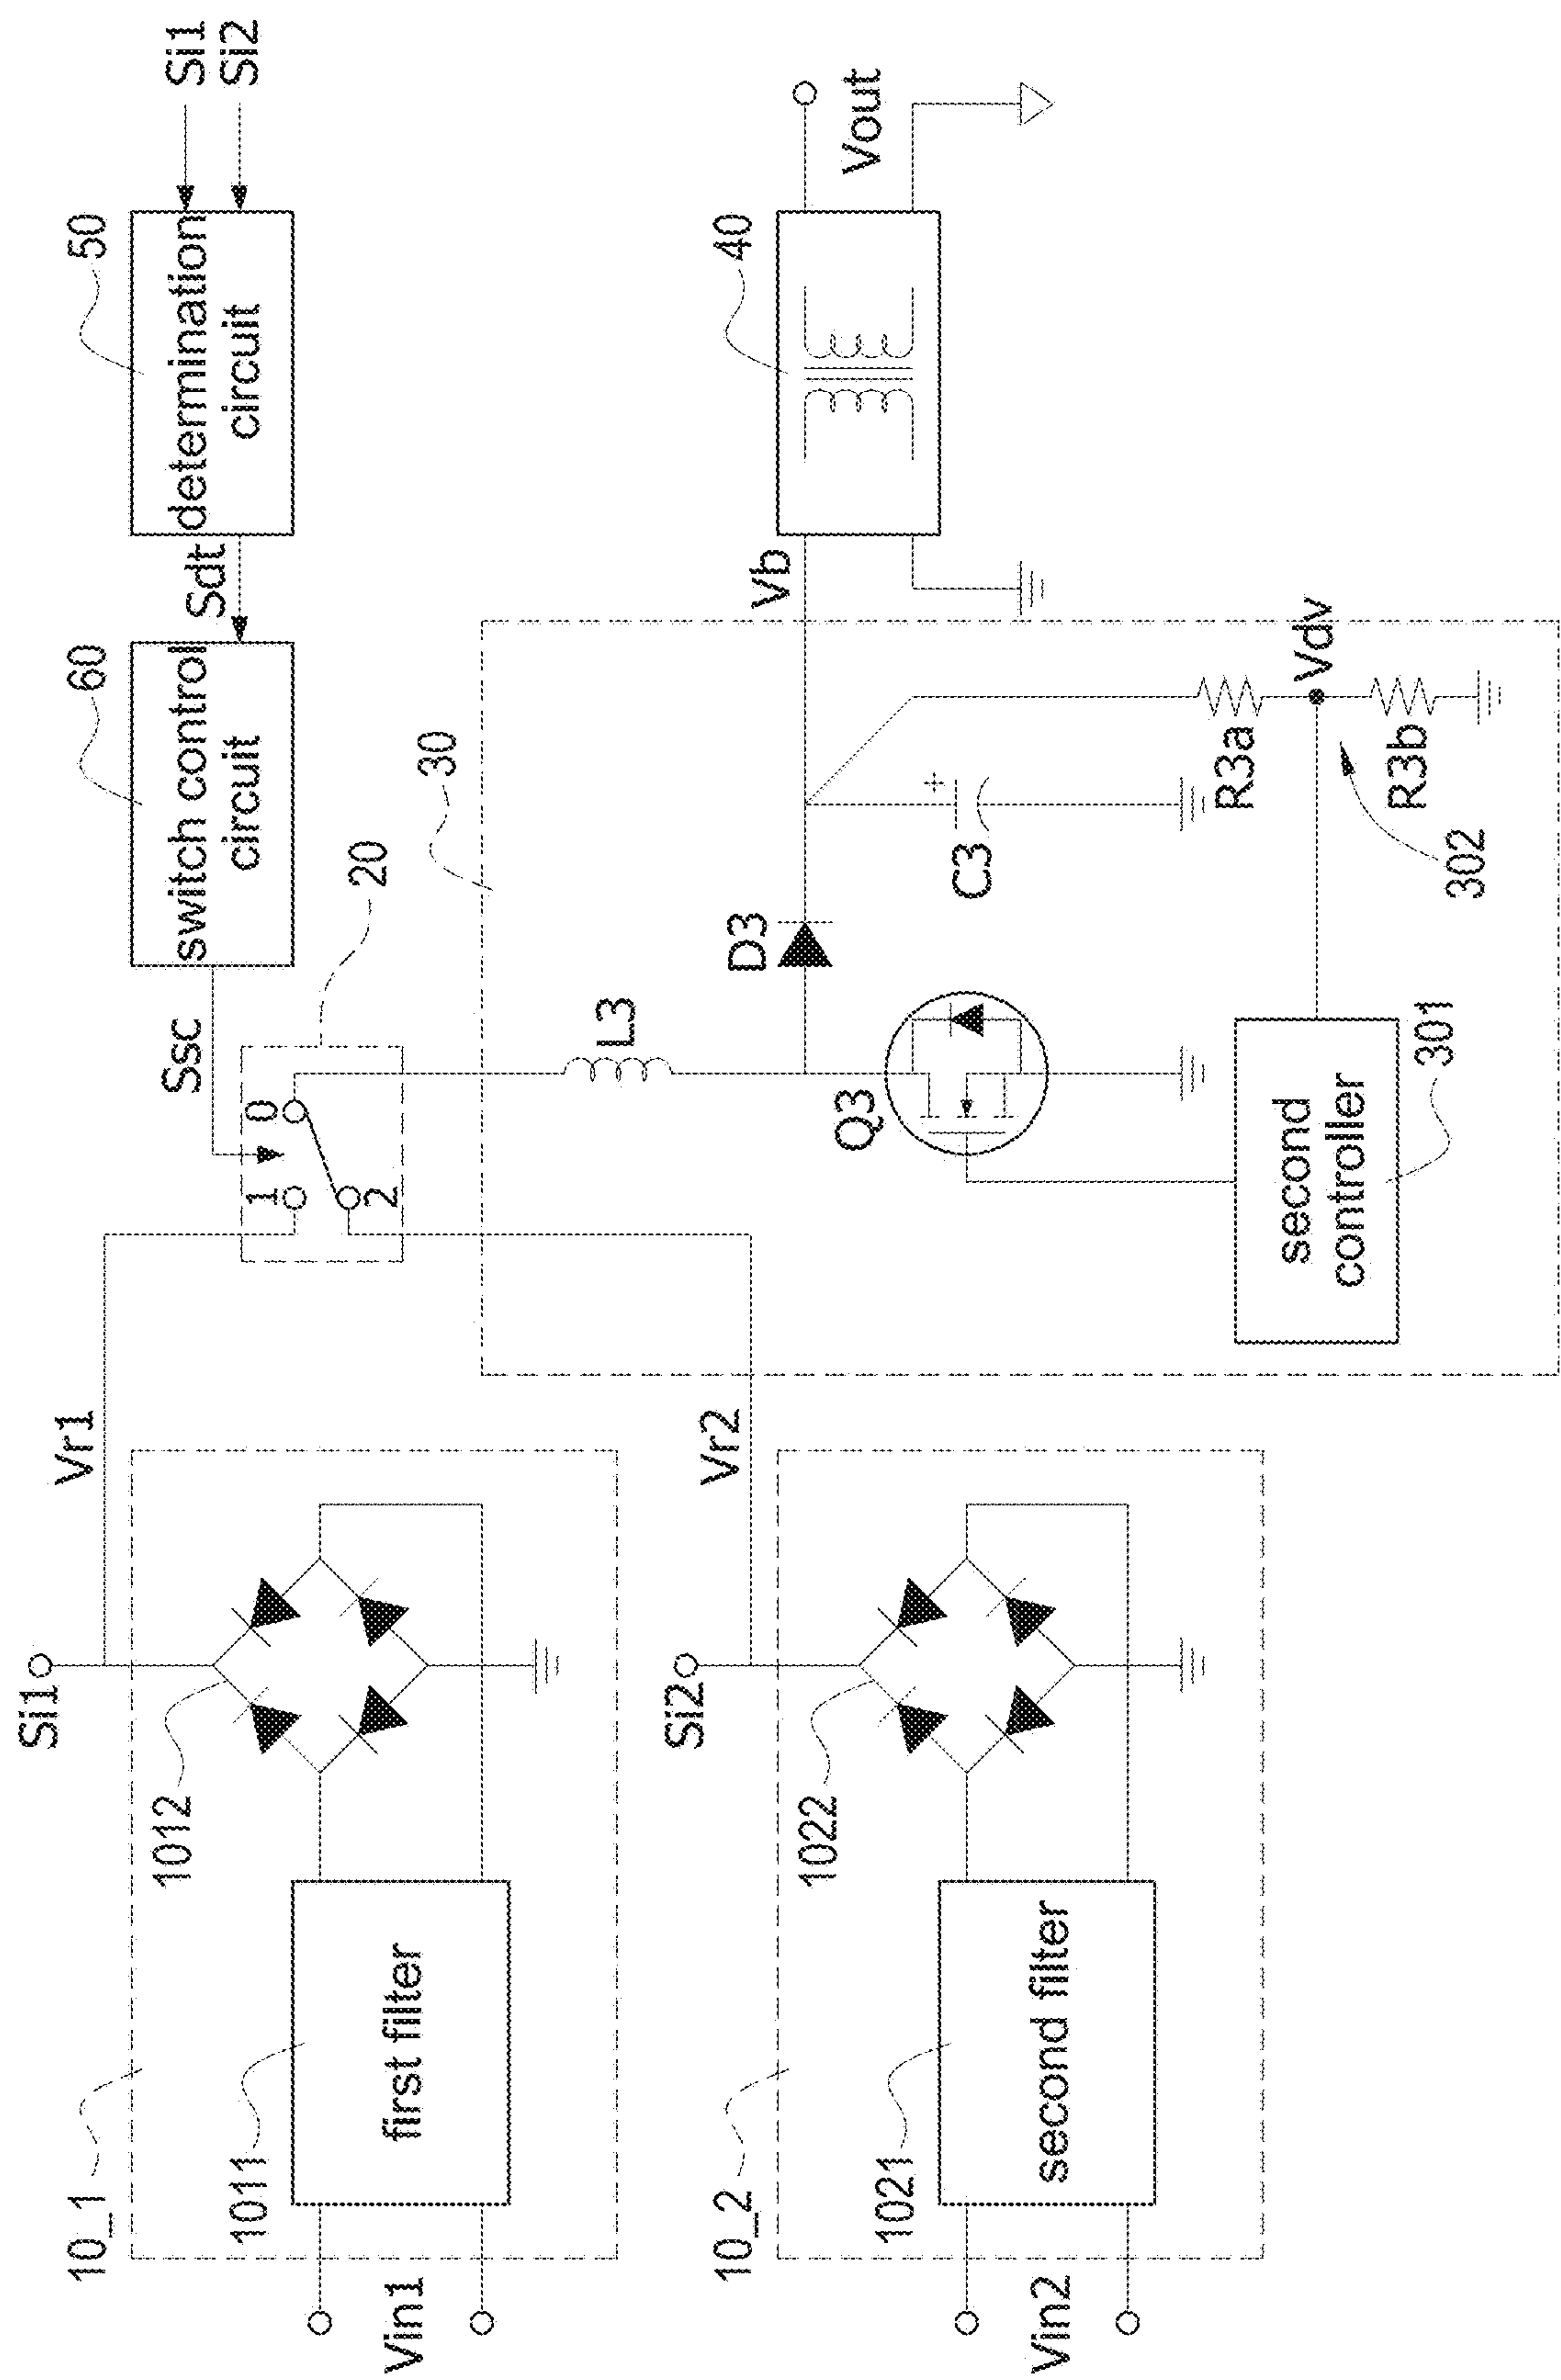 Si1
Vr1
10_1
1012
1011
first filter
Vin1
Si2
Vr2
10_2
1022
1021
second filter
Vin2
Ssc
1
0
2
20
60
switch control
circuit
Sdt
50
determination
circuit
Si1
Si2
30
L3
D3
Q3
C3
+
R3a
Vdv
R3b
302
second
controller
301
Vb
40
Vout